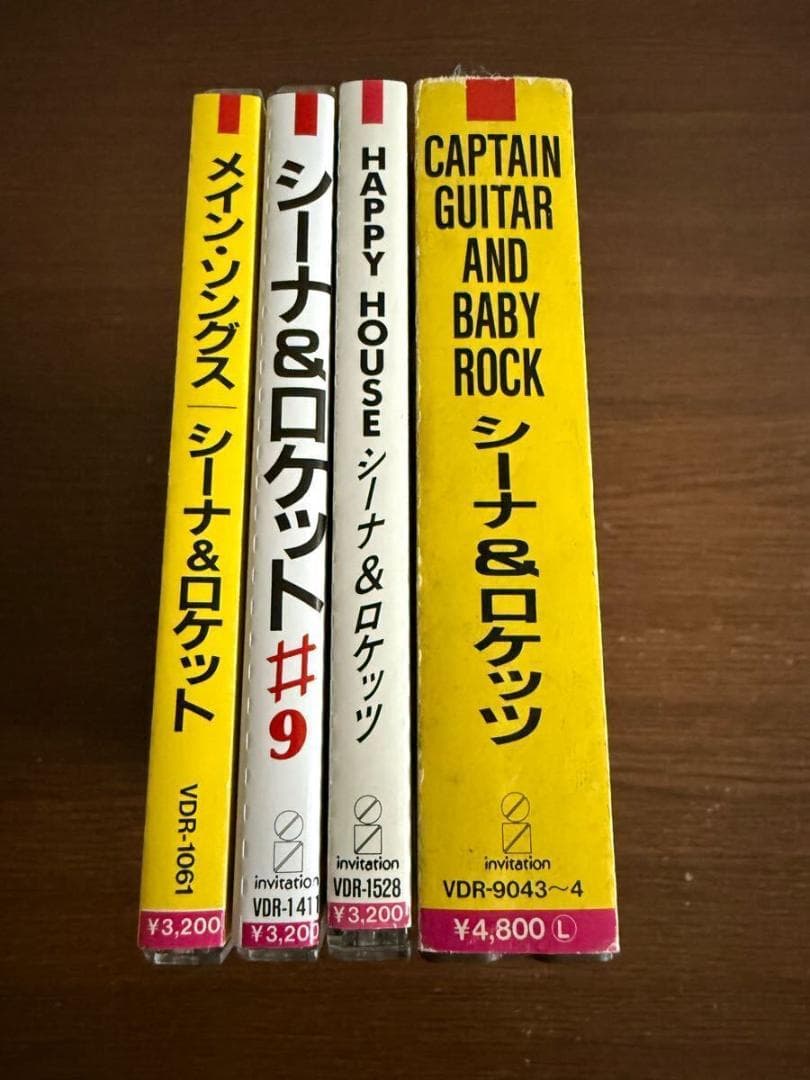 メイン・ソングス
シーナ&ロケット
VDR-1061
¥3,200
シーナ&ロケット
#9
invitation
VDR-1411
¥3,200
HAPPY HOUSE
シーナ&ロケッツ
invitation
VDR-1528
¥3,200
CAPTAIN
GUITAR
AND
BABY
ROCK
シーナ&ロケッツ
invitation
VDR-9043〜4
¥4,800 Ⓛ